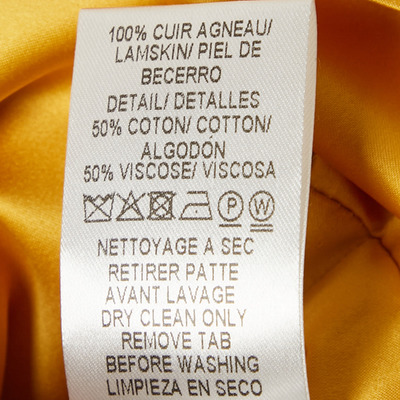 100% CUIR AGNEAU/
LAMSKIN/ PIEL DE
BECERRO
DETAIL/ DETALLES
50% COTON/ COTTON/
ALGODÓN
50% VISCOSE/ VISCOSA
P W
NETTOYAGE A SEC
RETIRER PATTE
AVANT LAVAGE
DRY CLEAN ONLY
REMOVE TAB
BEFORE WASHING
LIMPIEZA EN SECO